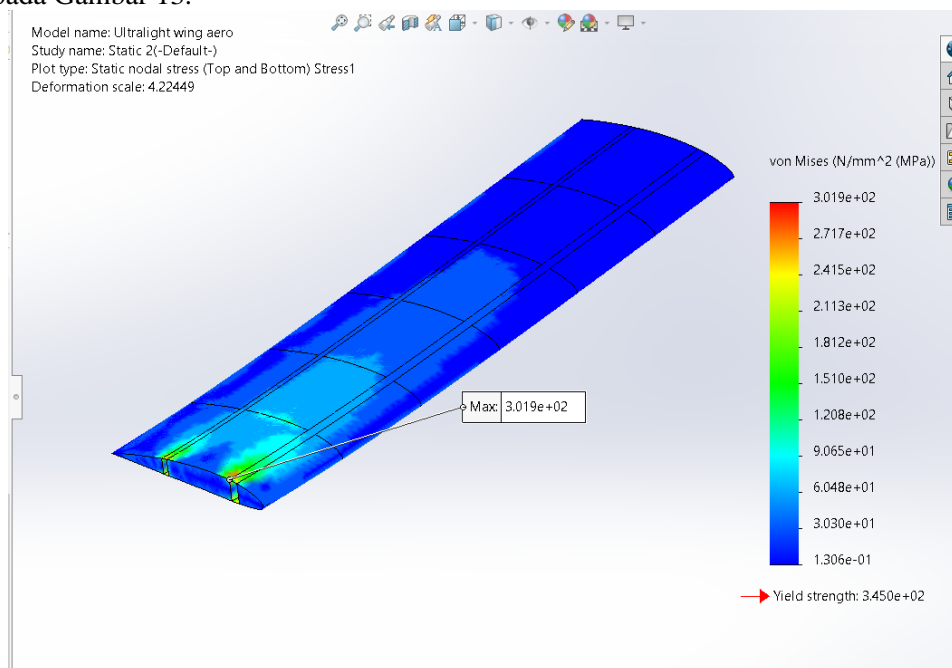 pada Gambar 13.
Model name: Ultralight wing aero
Study name: Static 2(-Default-)
Plot type: Static nodal stress (Top and Bottom) Stress1
Deformation scale: 4.22449
von Mises (N/mm^2 (MPa))
3.019e+02
2.717e+02
2.415e+02
2.113e+02
1.812e+02
1.510e+02
1.208e+02
9.065e+01
6.048e+01
3.030e+01
1.306e-01
Yield strength: 3.450e+02
Max: 3.019e+02